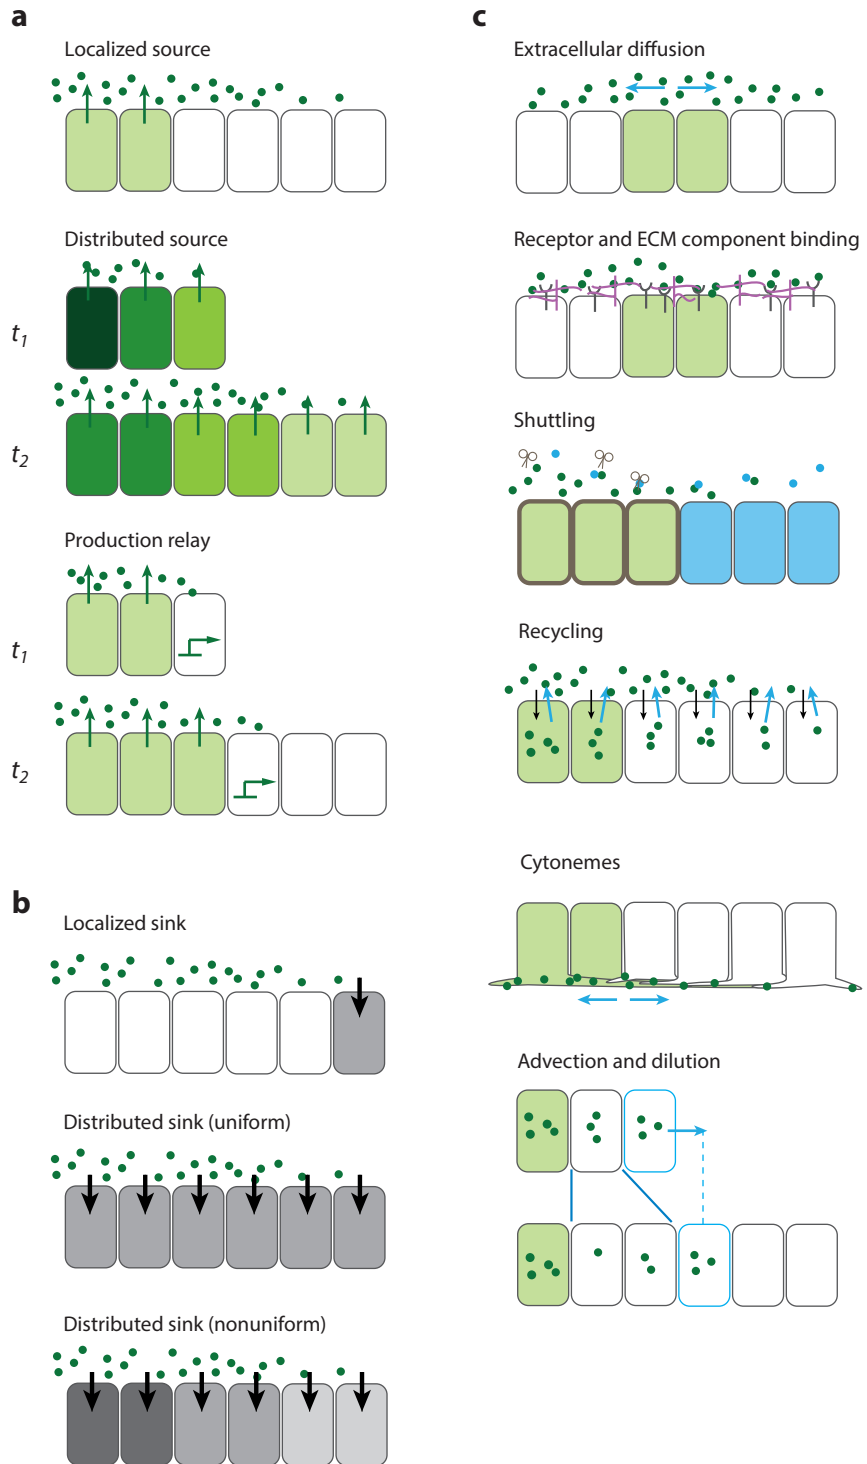 a
Localized source
Distributed source
t1
t2
Production relay
t1
t2
b
Localized sink
Distributed sink (uniform)
Distributed sink (nonuniform)
c
Extracellular diffusion
Receptor and ECM component binding
Shuttling
Recycling
Cytonemes
Advection and dilution